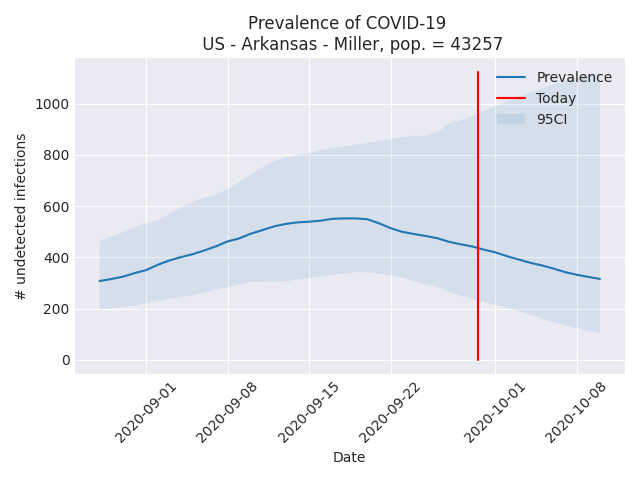 Prevalence of COVID-19
US - Arkansas - Miller, pop. = 43257
Prevalence
Today
95CI
# undetected infections
1000
800
600
400
200
0
2020-09-01
2020-09-08
2020-09-15
2020-09-22
2020-10-01
2020-10-08
Date